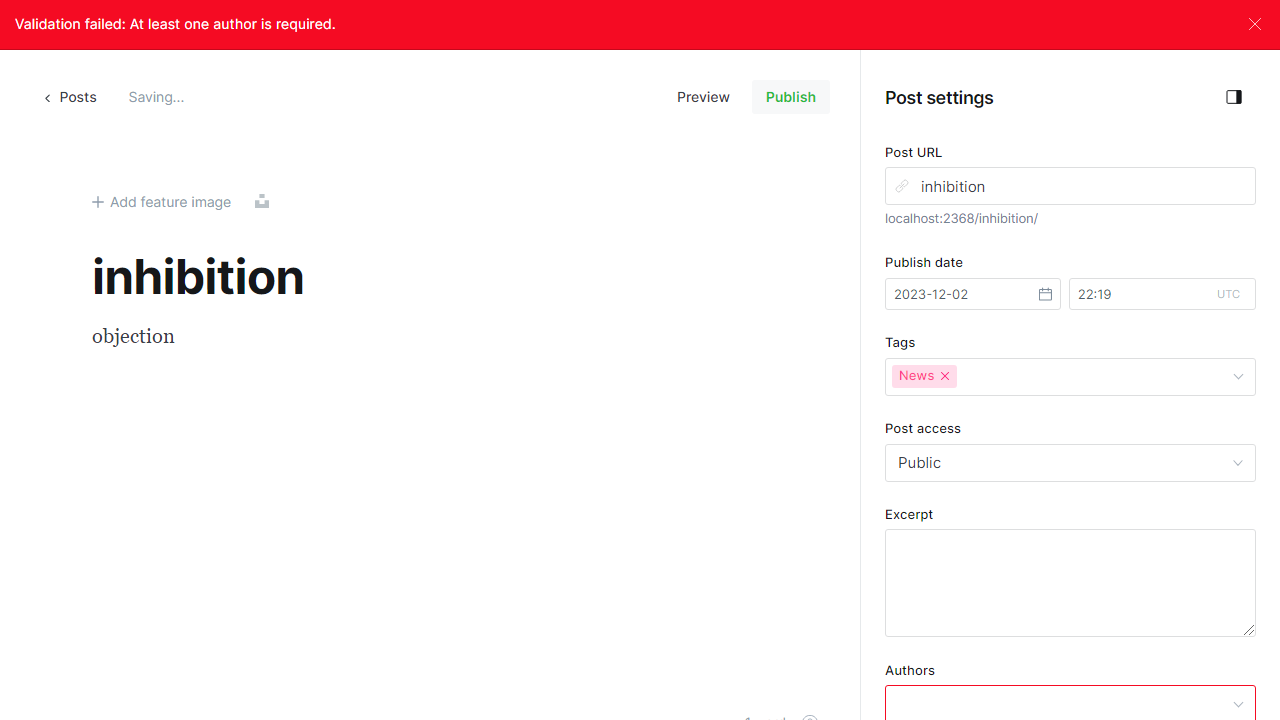 Validation failed: At least one author is required.
Posts
Saving...
Preview
Publish
Post settings
Post URL
inhibition
localhost:2368/inhibition/
Add feature image
Publish date
2023-12-02
22:19
UTC
inhibition
objection
Tags
News
Post access
Public
Excerpt
Authors